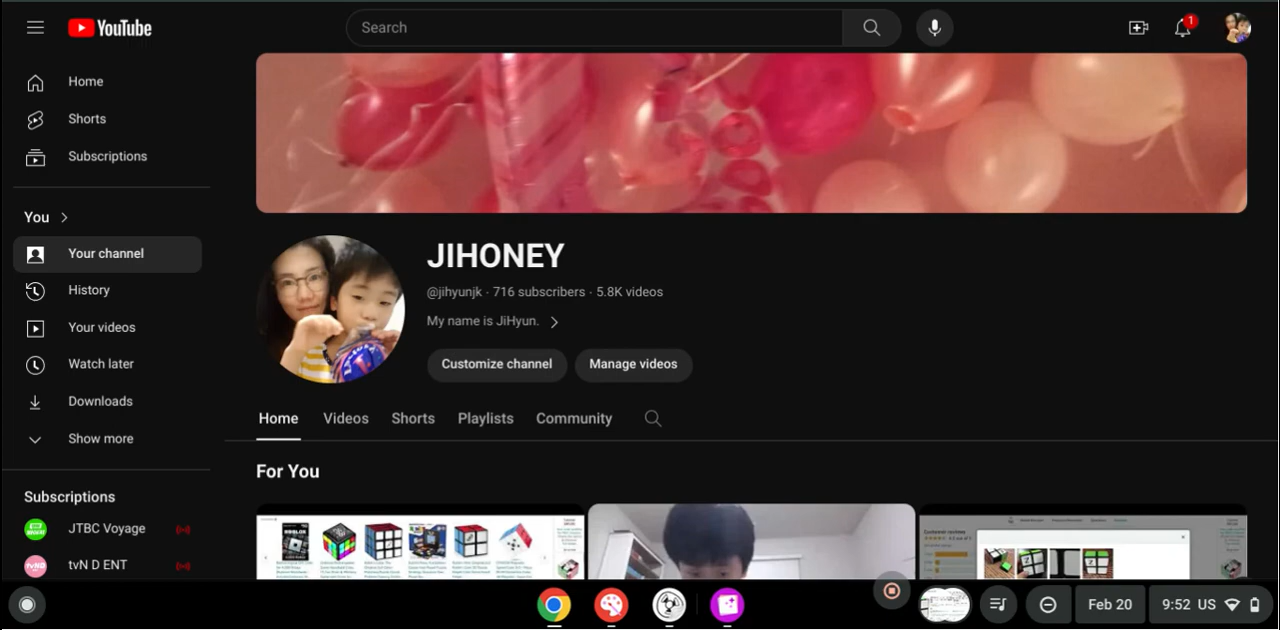 YouTube
Search
1
Home
Shorts
Subscriptions
You
Your channel
History
Your videos
Watch later
Downloads
Show more
Subscriptions
JTBC Voyage
tvN D ENT
JIHONEY
@jihyunjk · 716 subscribers · 5.8K videos
My name is JiHyun.
Customize channel
Manage videos
Home Videos Shorts Playlists Community
For You
Feb 20
9:52 US